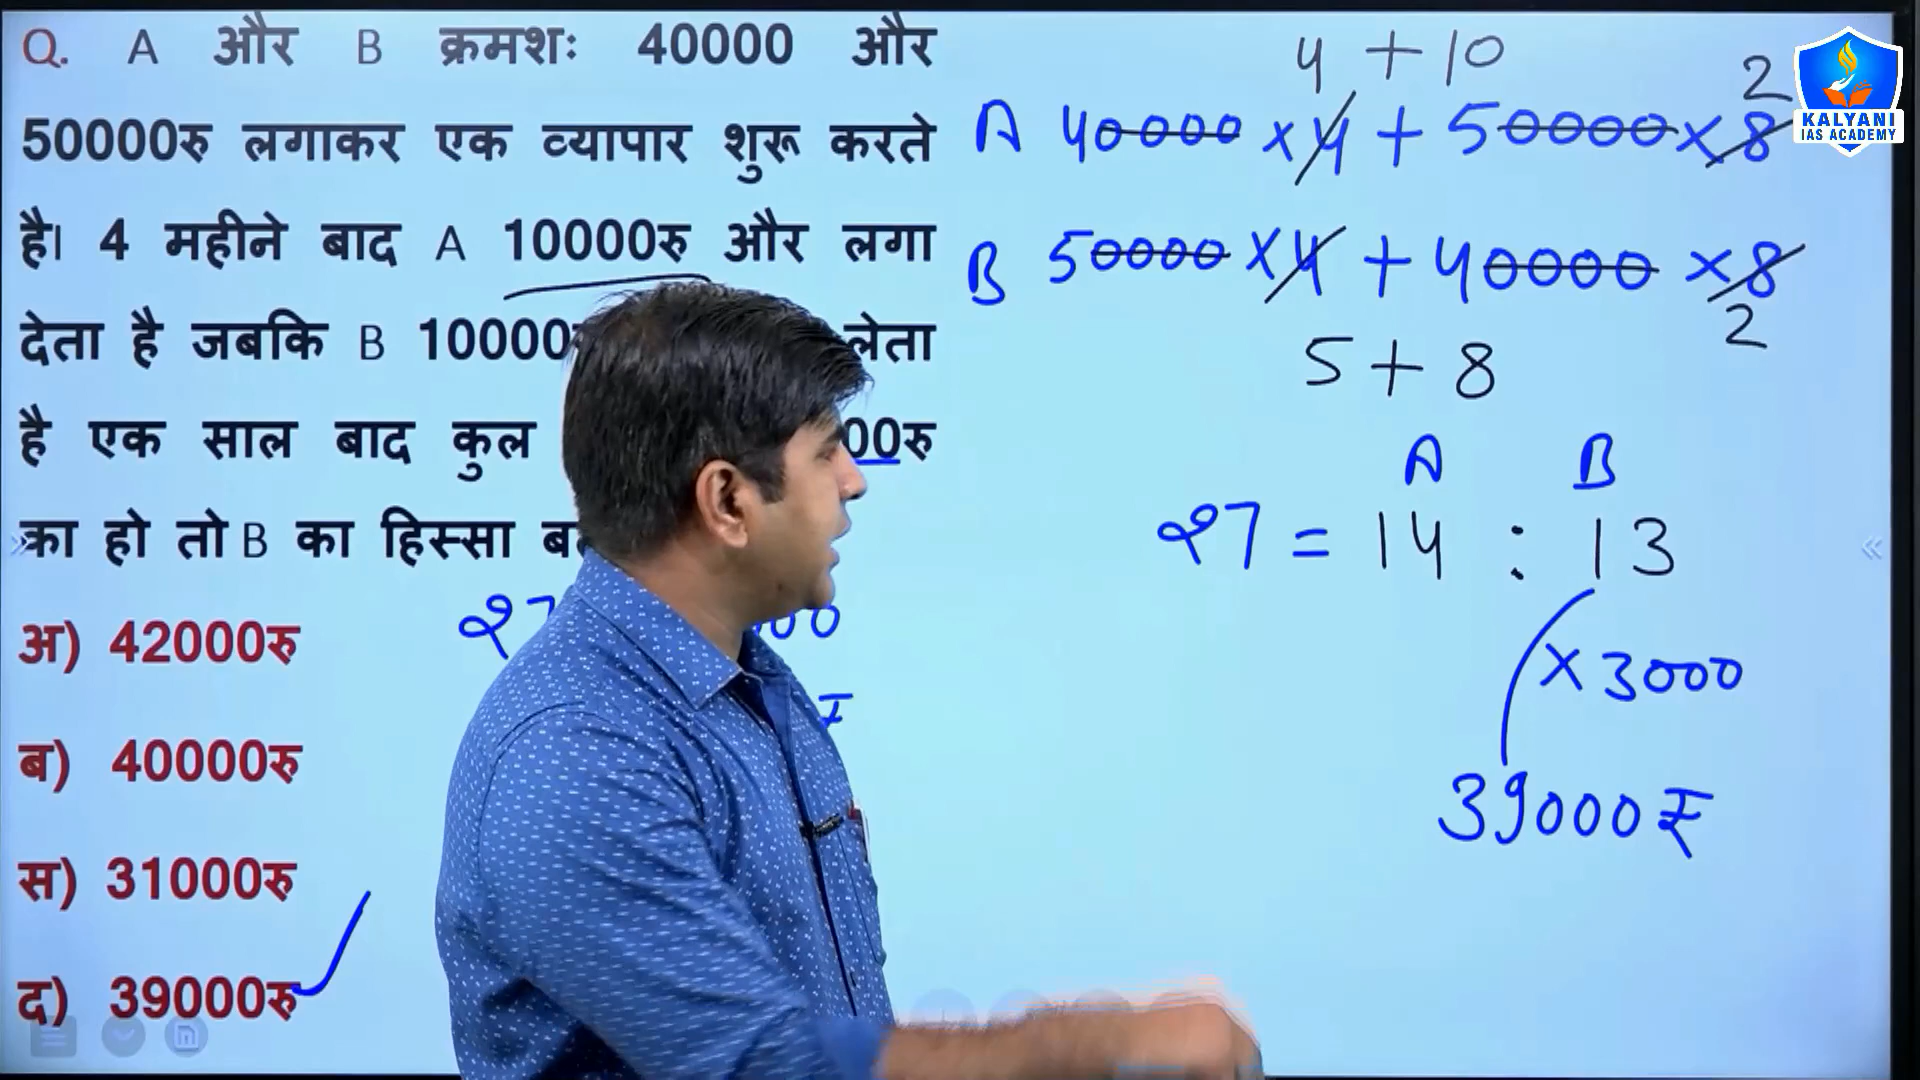 Q. A और B क्रमशः 40000 और
50000रु लगाकर एक व्यापार शुरू करते
है। 4 महीने बाद A 10000रु और लगा
देता है जबकि B 10000 लेता
है एक साल बाद कुल 00रु
का हो तो B का हिस्सा
अ) 42000रु
ब) 40000रु
स) 31000रु
द) 39000रु
4 + 10
2
A 40000 x 4 + 50000 x 8
B 50000 x 4 + 40000 x 8
2
5 + 8
A B
27 = 14 : 13
x 3000
39000 ₹
KALYANI
IAS ACADEMY